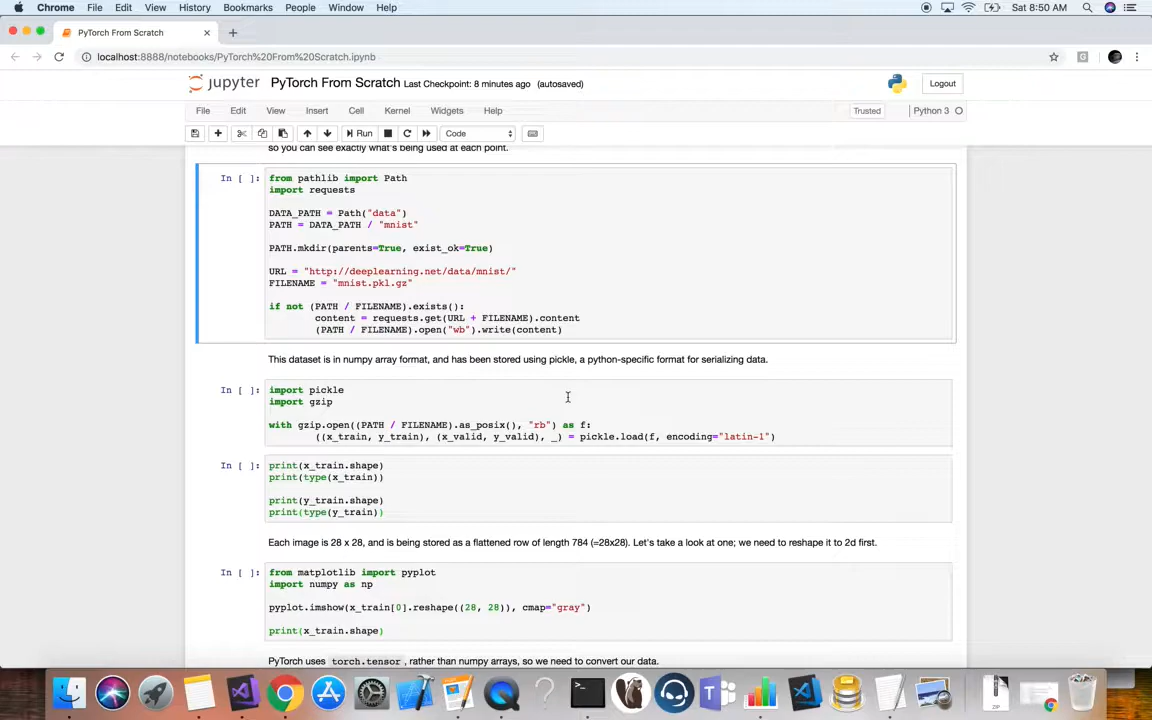 Chrome File Edit View History Bookmarks People Window Help Sat 8:50 AM
PyTorch From Scratch
localhost:8888/notebooks/PyTorch%20From%20Scratch.ipynb
jupyter PyTorch From Scratch Last Checkpoint: 8 minutes ago (autosaved) Logout
File Edit View Insert Cell Kernel Widgets Help Trusted Python 3
Run Code
so you can see exactly what's being used at each point.
In [ ]: from pathlib import Path
import requests
DATA_PATH = Path("data")
PATH = DATA_PATH / "mnist"
PATH.mkdir(parents=True, exist_ok=True)
URL = "http://deeplearning.net/data/mnist/"
FILENAME = "mnist.pkl.gz"
if not (PATH / FILENAME).exists():
content = requests.get(URL + FILENAME).content
(PATH / FILENAME).open("wb").write(content)
This dataset is in numpy array format, and has been stored using pickle, a python-specific format for serializing data.
In [ ]: import pickle
import gzip
with gzip.open((PATH / FILENAME).as_posix(), "rb") as f:
((x_train, y_train), (x_valid, y_valid), _) = pickle.load(f, encoding="latin-1")
In [ ]: print(x_train.shape)
print(type(x_train))
print(y_train.shape)
print(type(y_train))
Each image is 28 x 28, and is being stored as a flattened row of length 784 (=28x28). Let's take a look at one; we need to reshape it to 2d first.
In [ ]: from matplotlib import pyplot
import numpy as np
pyplot.imshow(x_train[0].reshape((28, 28)), cmap="gray")
print(x_train.shape)
PyTorch uses torch.tensor , rather than numpy arrays, so we need to convert our data.